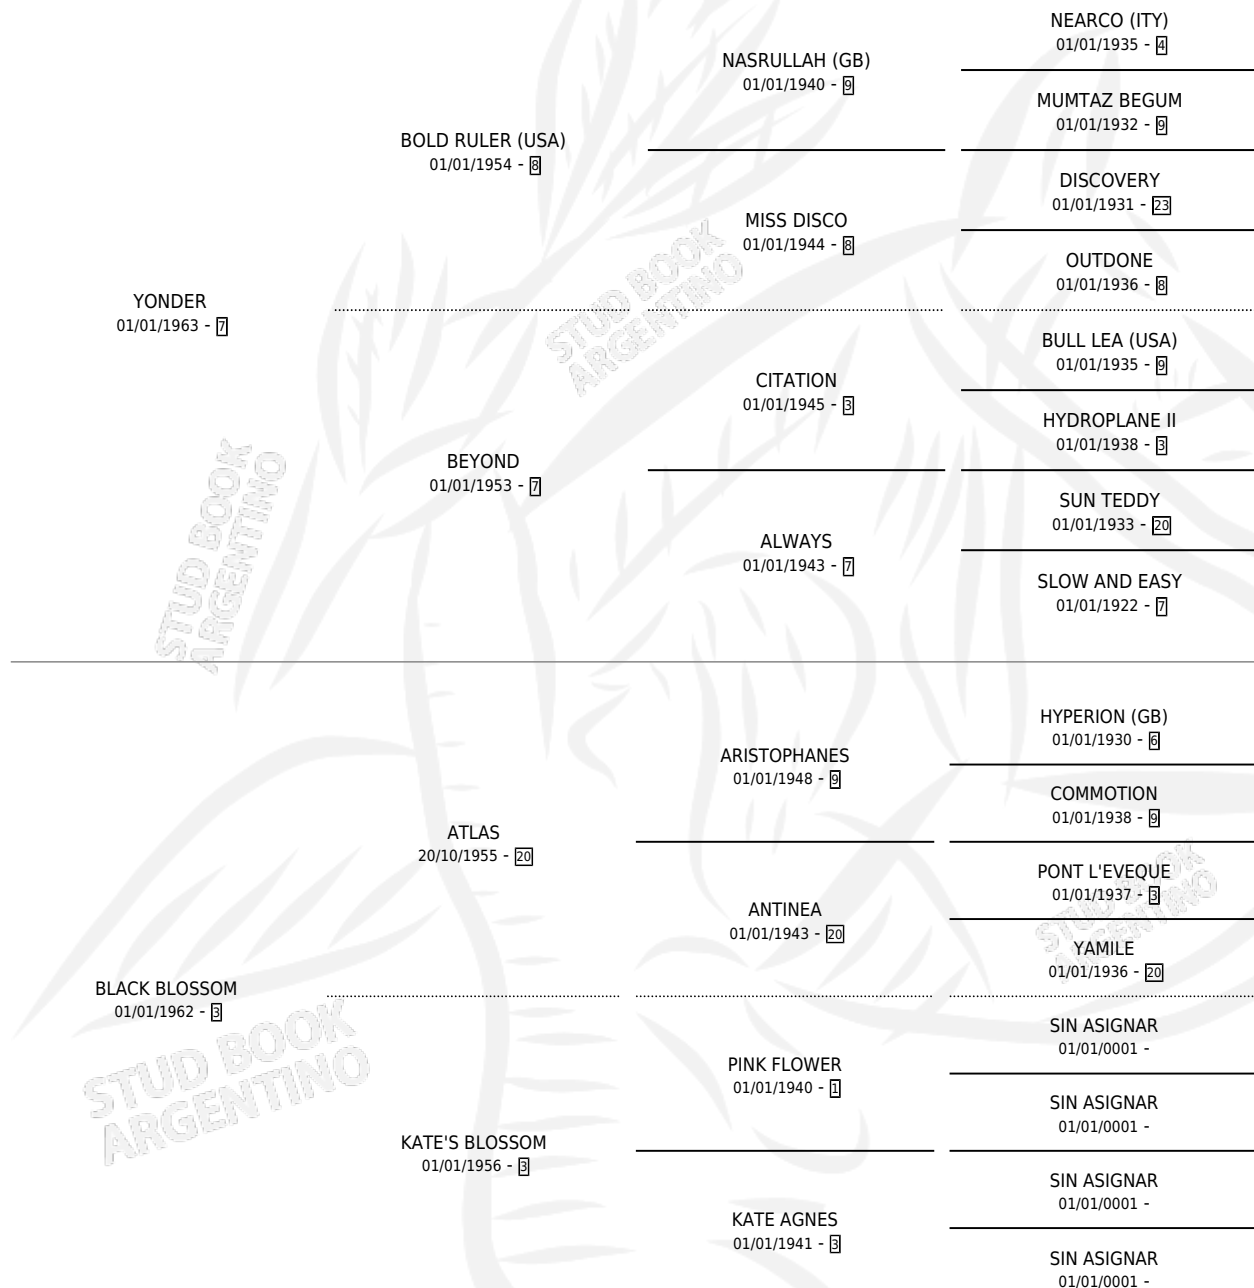 NEARCO (ITY)
01/01/1935 - 4
NASRULLAH (GB)
01/01/1940 - 9
MUMTAZ BEGUM
01/01/1932 - 9
BOLD RULER (USA)
01/01/1954 - 8
DISCOVERY
01/01/1931 - 23
MISS DISCO
01/01/1944 - 8
OUTDONE
01/01/1936 - 8
YONDER
01/01/1963 - 7
BULL LEA (USA)
01/01/1935 - 9
CITATION
01/01/1945 - 3
HYDROPLANE II
01/01/1938 - 3
BEYOND
01/01/1953 - 7
SUN TEDDY
01/01/1933 - 20
ALWAYS
01/01/1943 - 7
SLOW AND EASY
01/01/1922 - 7
HYPERION (GB)
01/01/1930 - 6
ARISTOPHANES
01/01/1948 - 9
COMMOTION
01/01/1938 - 9
ATLAS
20/10/1955 - 20
PONT L'EVEQUE
01/01/1937 - 3
ANTINEA
01/01/1943 - 20
YAMILE
01/01/1936 - 20
BLACK BLOSSOM
01/01/1962 - 3
SIN ASIGNAR
01/01/0001 -
PINK FLOWER
01/01/1940 - 1
SIN ASIGNAR
01/01/0001 -
KATE'S BLOSSOM
01/01/1956 - 3
SIN ASIGNAR
01/01/0001 -
KATE AGNES
01/01/1941 - 3
SIN ASIGNAR
01/01/0001 -
STUD BOOK
ARGENTINO
STUD BOOK
ARGENTINO
STUD BOOK
ARGENTINO
STUD BOOK
ARGENTINO